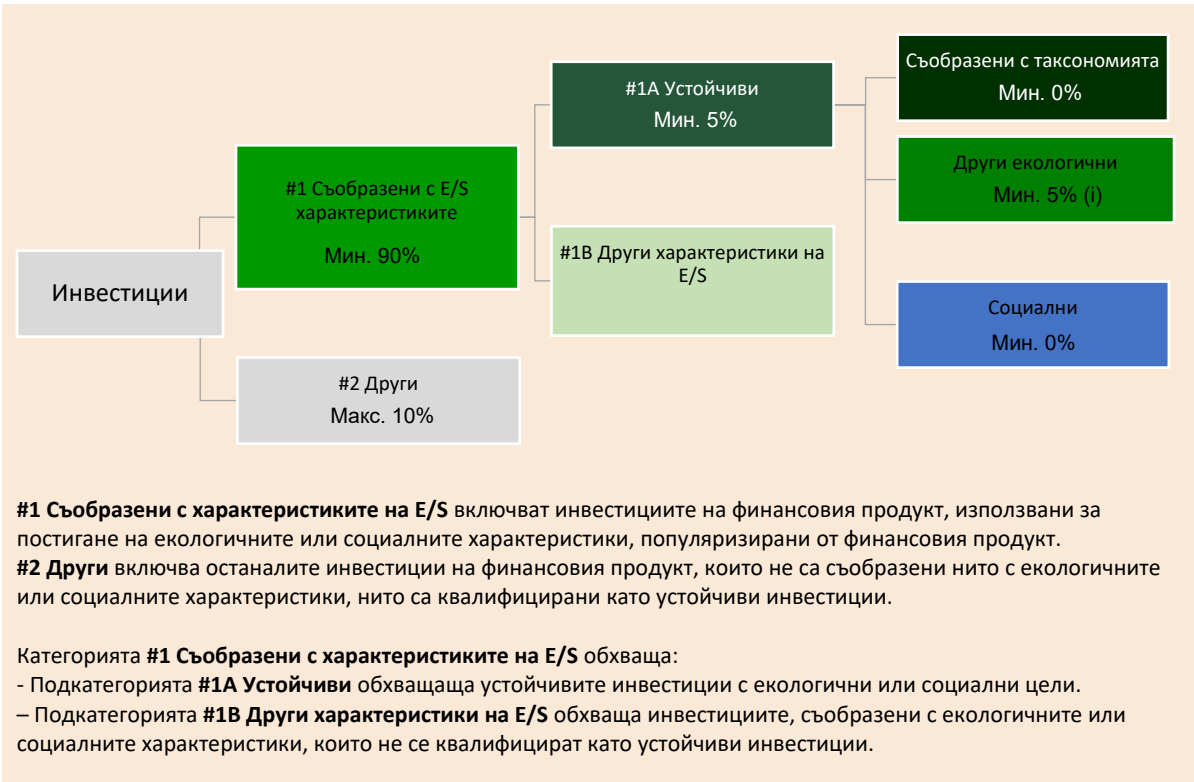 Инвестиции
#1 Съобразени с E/S
характеристиките
Мин. 90%
#2 Други
Макс. 10%
#1A Устойчиви
Мин. 5%
#1B Други характеристики на
E/S
Съобразени с таксономията
Мин. 0%
Други екологични
Мин. 5% (i)
Социални
Мин. 0%
#1 Съобразени с характеристиките на E/S включват инвестициите на финансовия продукт, използвани за
постигане на екологичните или социалните характеристики, популяризирани от финансовия продукт.
#2 Други включва останалите инвестиции на финансовия продукт, които не са съобразени нито с екологичните
или социалните характеристики, нито са квалифицирани като устойчиви инвестиции.
Категорията #1 Съобразени с характеристиките на E/S обхваща:
- Подкатегорията #1A Устойчиви обхващаща устойчивите инвестиции с екологични или социални цели.
– Подкатегорията #1B Други характеристики на E/S обхваща инвестициите, съобразени с екологичните или
социалните характеристики, които не се квалифицират като устойчиви инвестиции.